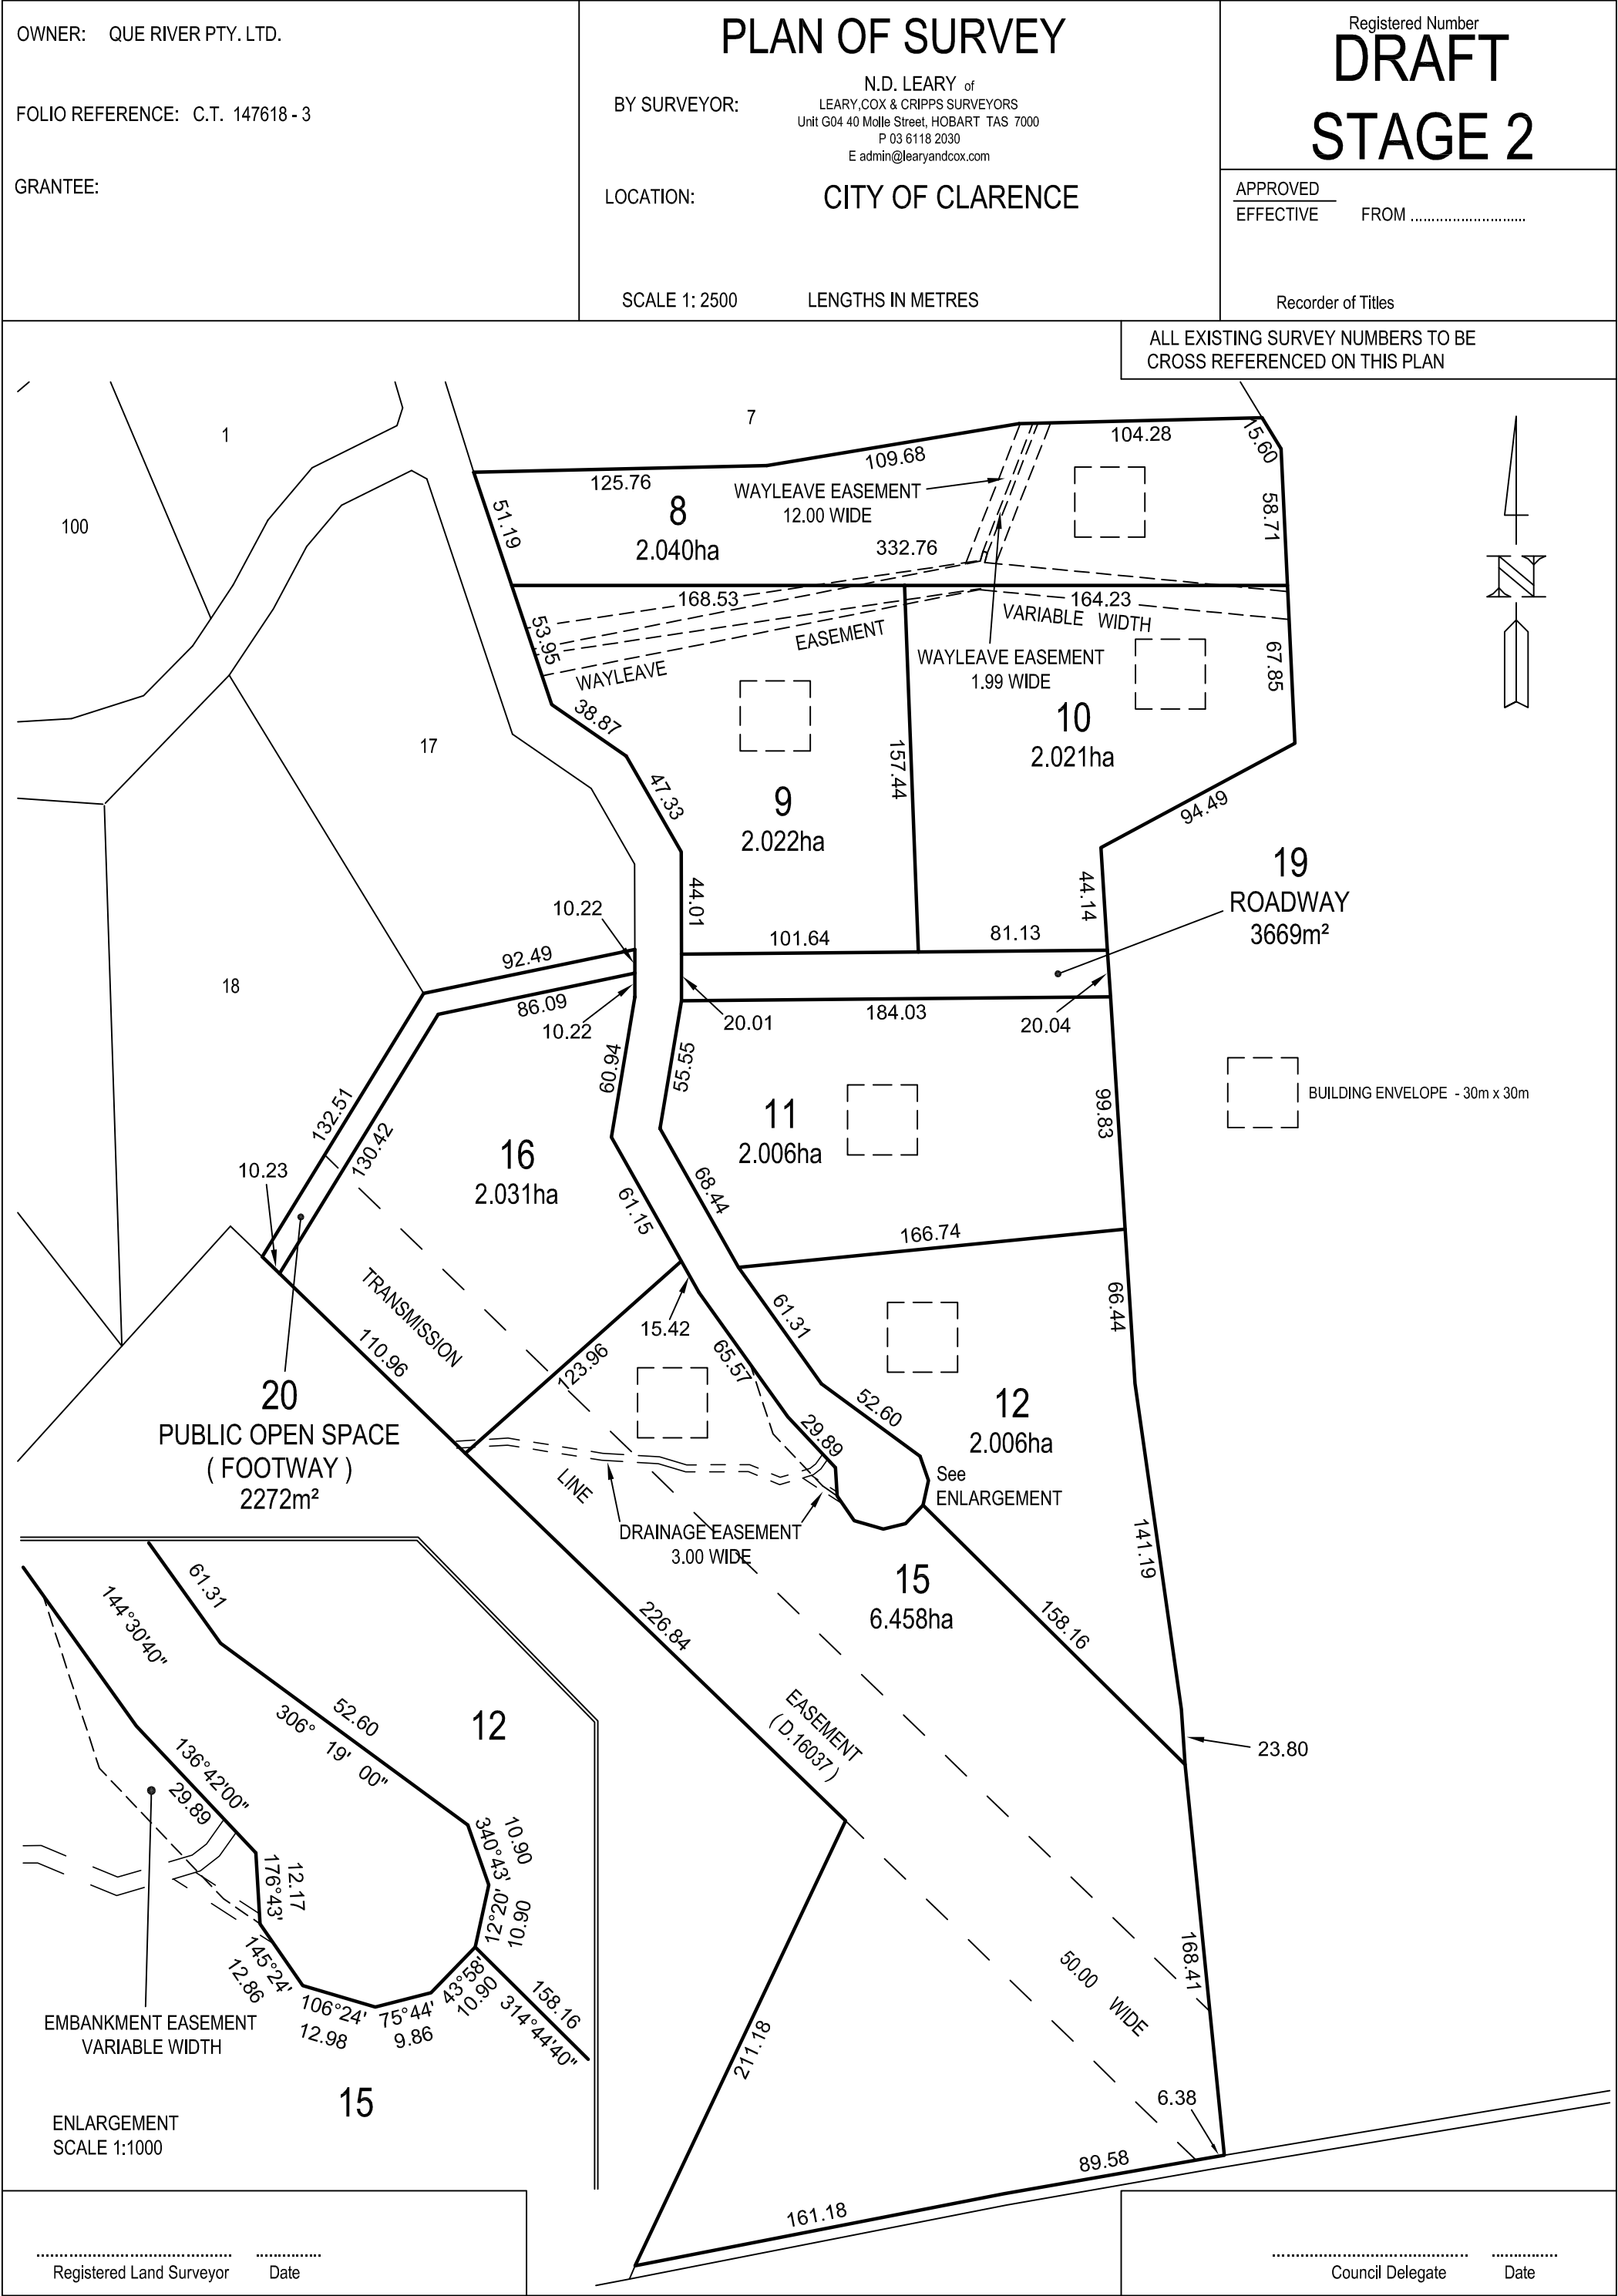 OWNER: QUE RIVER PTY. LTD.
FOLIO REFERENCE: C.T. 147618 - 3
GRANTEE:
PLAN OF SURVEY
BY SURVEYOR:
N.D. LEARY of
LEARY,COX & CRIPPS SURVEYORS
Unit G04 40 Molle Street, HOBART TAS 7000
P 03 6118 2030
E admin@learyandcox.com
LOCATION: CITY OF CLARENCE
SCALE 1: 2500 LENGTHS IN METRES
Registered Number
DRAFT
STAGE 2
APPROVED
EFFECTIVE FROM ...........................
Recorder of Titles
ALL EXISTING SURVEY NUMBERS TO BE
CROSS REFERENCED ON THIS PLAN
1
7
100
17
18
125.76
109.68
104.28
15.60
51.19
8
2.040ha
WAYLEAVE EASEMENT
12.00 WIDE
58.71
332.76
168.53
164.23
53.95
WAYLEAVE
EASEMENT
VARIABLE WIDTH
WAYLEAVE EASEMENT
1.99 WIDE
67.85
N
38.87
47.33
9
2.022ha
157.44
10
2.021ha
94.49
44.01
44.14
19
ROADWAY
3669m²
10.22
101.64
81.13
92.49
86.09
10.22
20.01
184.03
20.04
60.94
55.55
132.51
130.42
10.23
16
2.031ha
11
2.006ha
99.83
BUILDING ENVELOPE - 30m x 30m
61.15
68.44
166.74
TRANSMISSION
110.96
123.96
15.42
61.31
66.44
65.57
20
PUBLIC OPEN SPACE
( FOOTWAY )
2272m²
52.60
12
2.006ha
29.89
See
ENLARGEMENT
LINE
DRAINAGE EASEMENT
3.00 WIDE
141.19
15
6.458ha
158.16
226.84
EASEMENT
( D.16037 )
23.80
50.00 WIDE
168.41
211.18
6.38
89.58
161.18
61.31
144°30'40"
52.60
306° 19' 00"
12
136°42'00"
29.89
10.90
340°43'
12.17
176°43'
12°20'
10.90
145°24'
12.86
106°24'
12.98
75°44'
9.86
43°58'
10.90
158.16
314°44'40"
EMBANKMENT EASEMENT
VARIABLE WIDTH
15
ENLARGEMENT
SCALE 1:1000
Registered Land Surveyor Date
Council Delegate Date